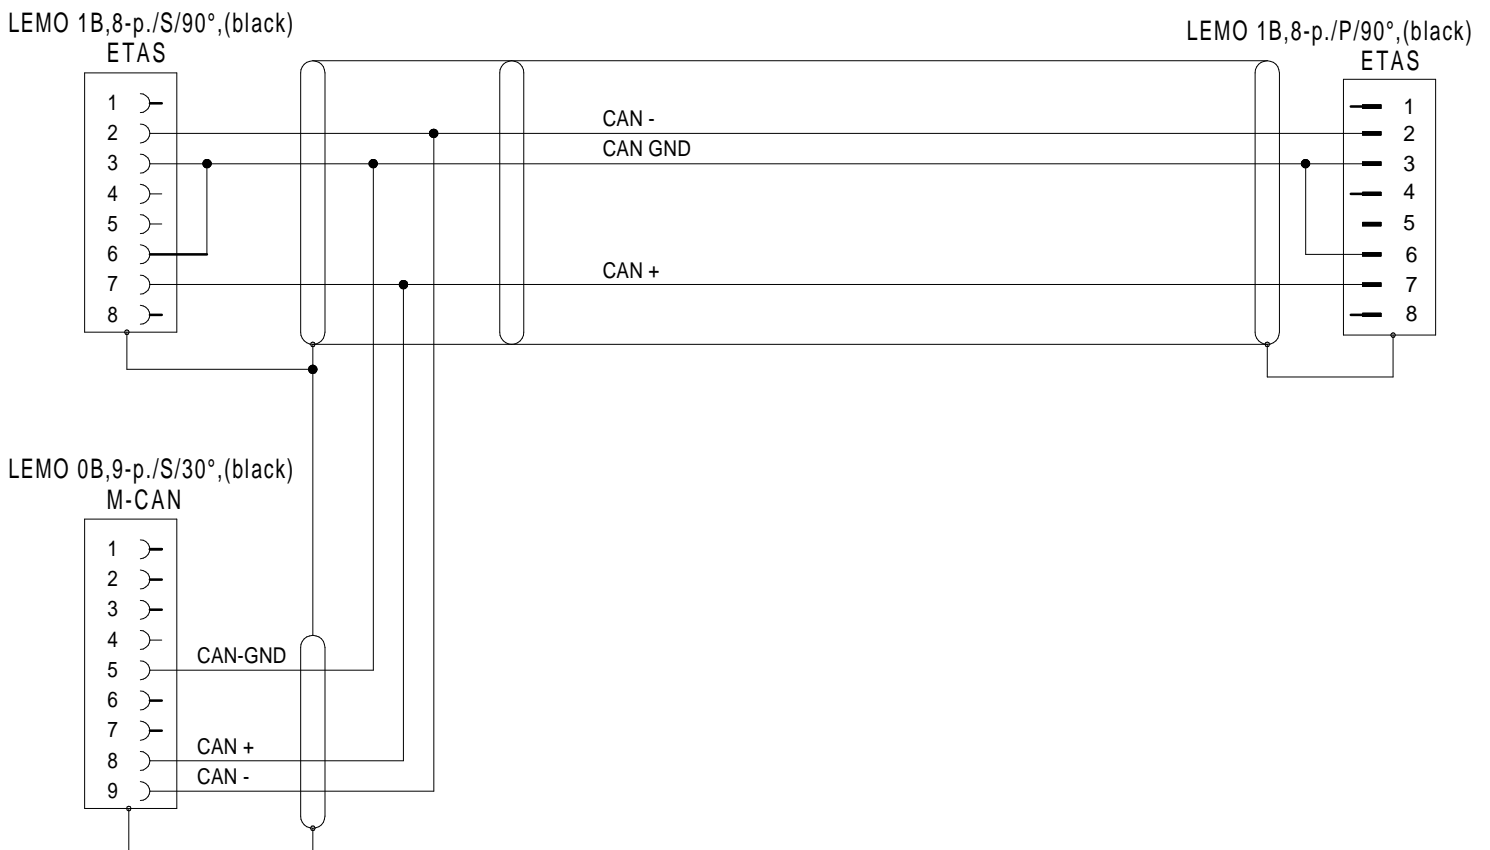 LEMO 1B,8-p./S/90°,(black)
ETAS
1
2
3
4
5
6
7
8
CAN -
CAN GND
CAN +
LEMO 1B,8-p./P/90°,(black)
ETAS
1
2
3
4
5
6
7
8
LEMO 0B,9-p./S/30°,(black)
M-CAN
1
2
3
4
5
6
7
8
9
CAN-GND
CAN +
CAN -